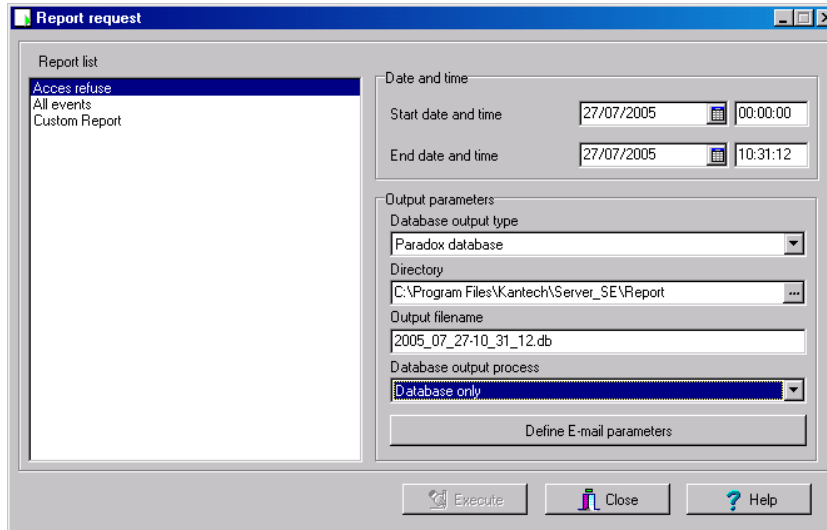 Report request
Report list
Acces refuse
All events
Custom Report
Date and time
Start date and time
27/07/2005
00:00:00
End date and time
27/07/2005
10:31:12
Output parameters
Database output type
Paradox database
Directory
C:\Program Files\Kantech\Server_SE\Report
...
Output filename
2005_07_27-10_31_12.db
Database output process
Database only
Define E-mail parameters
Execute
Close
? Help